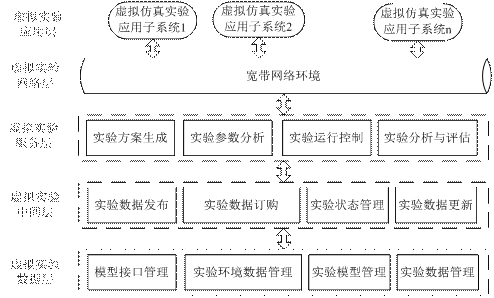 虚拟实验
应用层
虚拟仿真实验
应用子系统1
虚拟仿真实验
应用子系统2
虚拟仿真实验
应用子系统n
虚拟实验
网络层
宽带网络环境
虚拟实验
服务层
实验方案生成
实验参数分析
实验运行控制
实验分析与评估
虚拟实验
中间层
实验数据发布
实验数据订购
实验状态管理
实验数据更新
虚拟实验
数据层
模型接口管理
实验环境数据管理
实验模型管理
实验数据管理